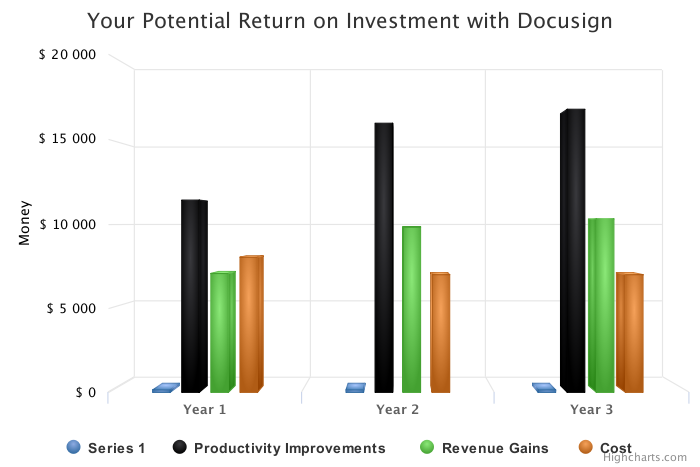 Your Potential Return on Investment with Docusign
$ 20 000
$ 15 000
$ 10 000
$ 5 000
$ 0
Money
Year 1 Year 2 Year 3
Series 1 Productivity Improvements Revenue Gains Cost
Highcharts.com